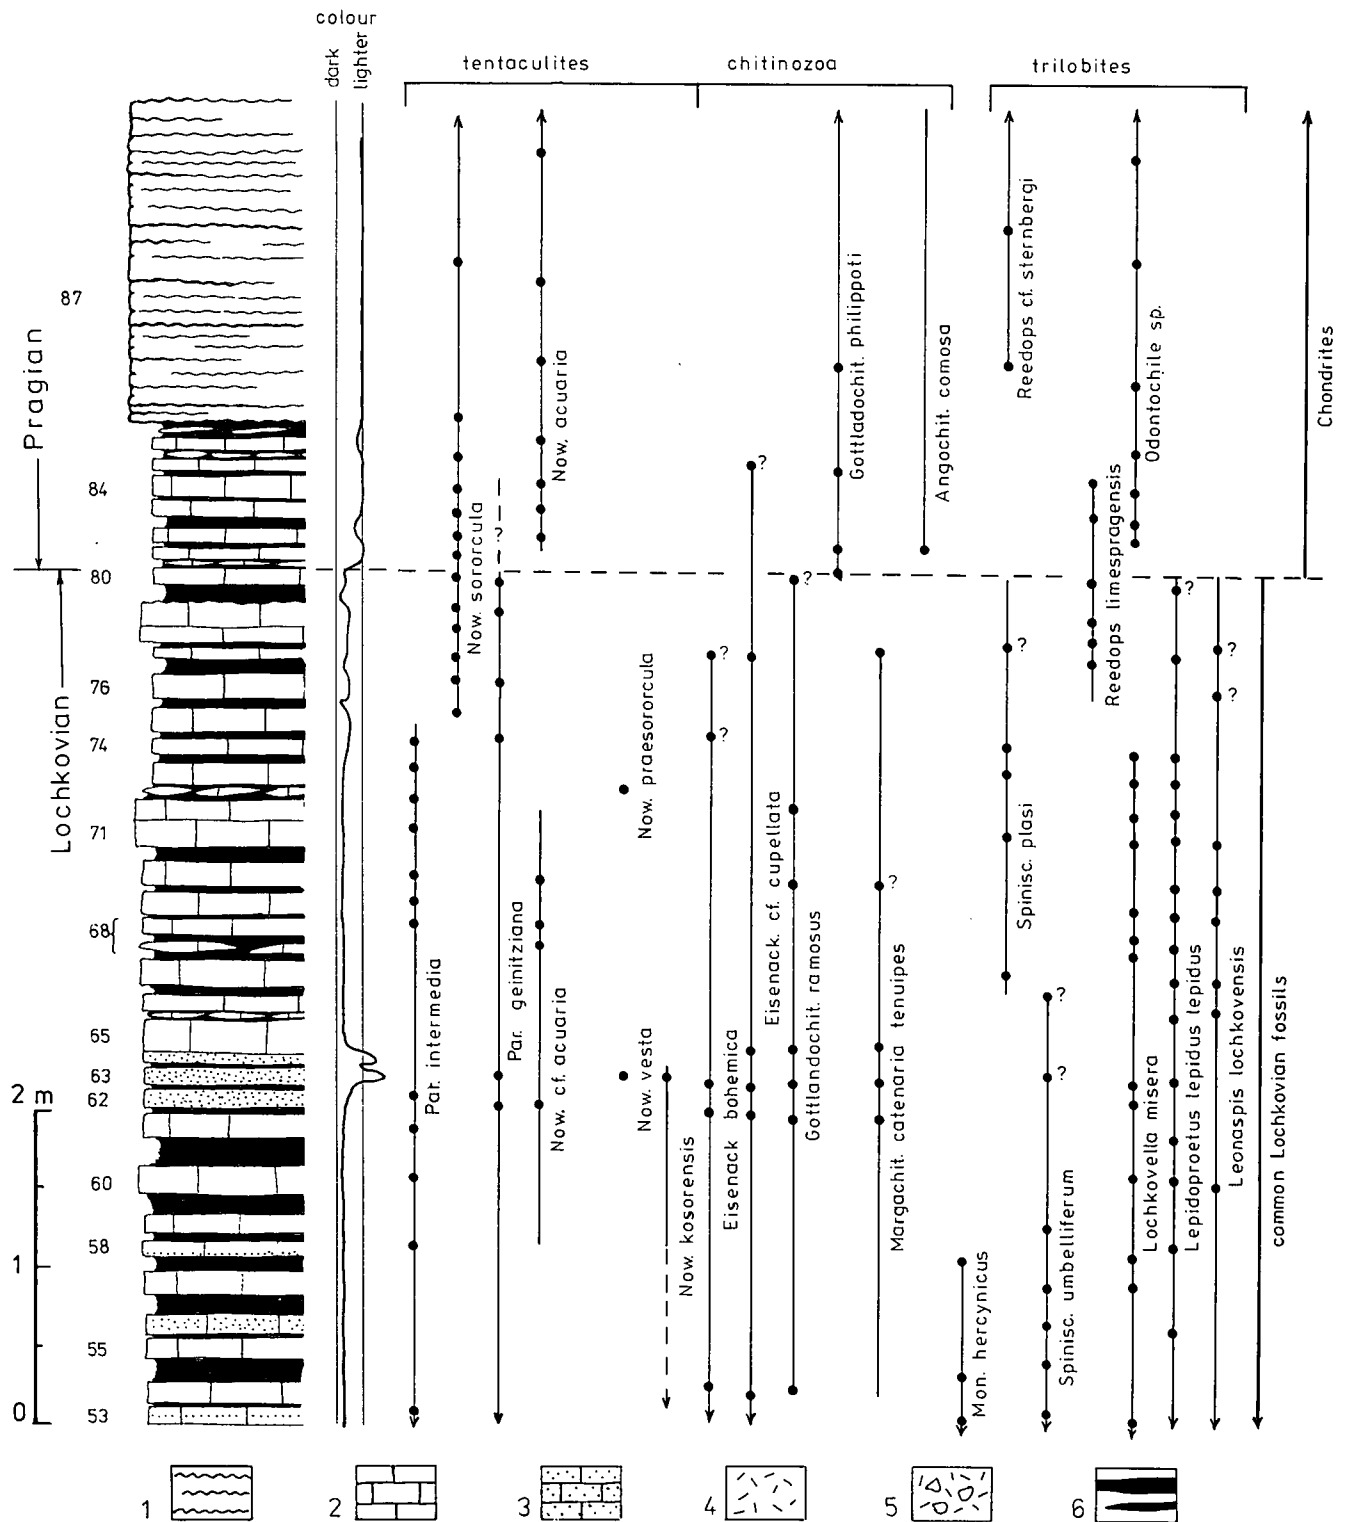 colour
dark
lighter
tentaculites
chitinozoa
trilobites
Pragian
Lochkovian
87
84
80
76
74
71
68{
65
63
62
60
58
55
53
2 m
1
0
Par. intermedia
Now. sororcula
Par. geinitziana
?
Now. acuaria
Now. cf. acuaria
Now. praesororcula
Now. vesta
Now. kosorensis
Eisenack. bohemica
?
?
Eisenack. cf. cupellata
?
Gottlandochit. ramosus
?
Gottladochit. philippoti
Margachit. catenaria tenuipes
?
Angochit. comosa
Mon. hercynicus
Reedops cf. sternbergi
Spinisc. plasi
?
Spinisc. umbelliferum
?
?
Reedops limespragensis
Odontochile sp.
Lochkovella misera
Lepidoproetus lepidus lepidus
?
Leonaspis lochkovensis
?
?
common Lochkovian fossils
Chondrites
1
2
3
4
5
6